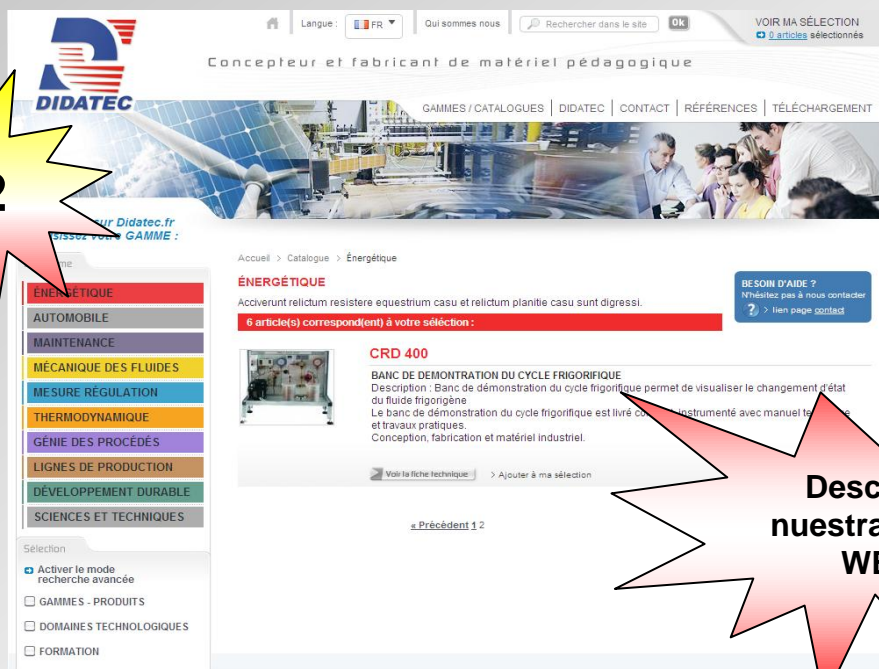 Langue :
FR
Qui sommes nous
Rechercher dans le site
Ok
VOIR MA SÉLECTION
0 articles sélectionnés
Concepteur et fabricant de matériel pédagogique
DIDATEC
GAMMES / CATALOGUES | DIDATEC | CONTACT | RÉFÉRENCES | TÉLÉCHARGEMENT
2
sur Didatec.fr
votre GAMME :
Accueil > Catalogue > Énergétique
ÉNERGÉTIQUE
Acciverunt relictum resistere equestrium casu et relictum planitie casu sunt digressi.
6 article(s) correspond(ent) à votre séléction :
BESOIN D'AIDE ?
N'hésitez pas à nous contacter
> lien page contact
ÉNERGÉTIQUE
AUTOMOBILE
MAINTENANCE
MÉCANIQUE DES FLUIDES
MESURE RÉGULATION
THERMODYNAMIQUE
GÉNIE DES PROCÉDÉS
LIGNES DE PRODUCTION
DÉVELOPPEMENT DURABLE
SCIENCES ET TECHNIQUES
CRD 400
BANC DE DEMONTRATION DU CYCLE FRIGORIFIQUE
Description : Banc de démonstration du cycle frigorifique permet de visualiser le changement d'état
du fluide frigorigène
Le banc de démonstration du cycle frigorifique est livré instrumenté avec manuel
et travaux pratiques.
Conception, fabrication et matériel industriel.
Voir la fiche technique
> Ajouter à ma sélection
« Précèdent 1 2
Desc
nuestra
WE
Sélection
Activer le mode
recherche avancée
GAMMES - PRODUITS
DOMAINES TECHNOLOGIQUES
FORMATION